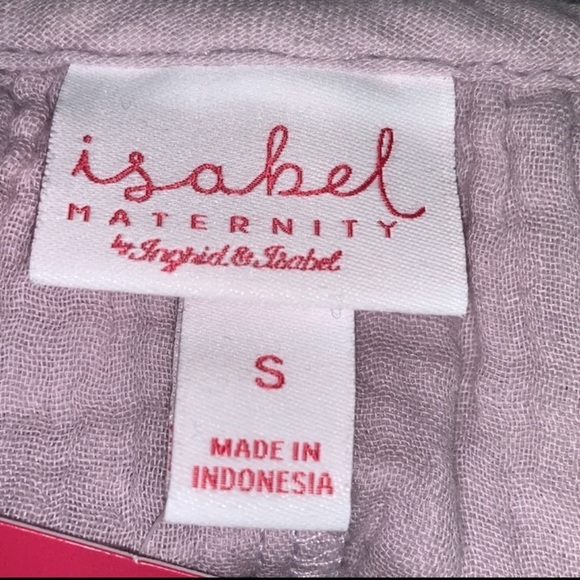 isabel
MATERNITY
by Ingrid & Isabel
S
MADE IN
INDONESIA